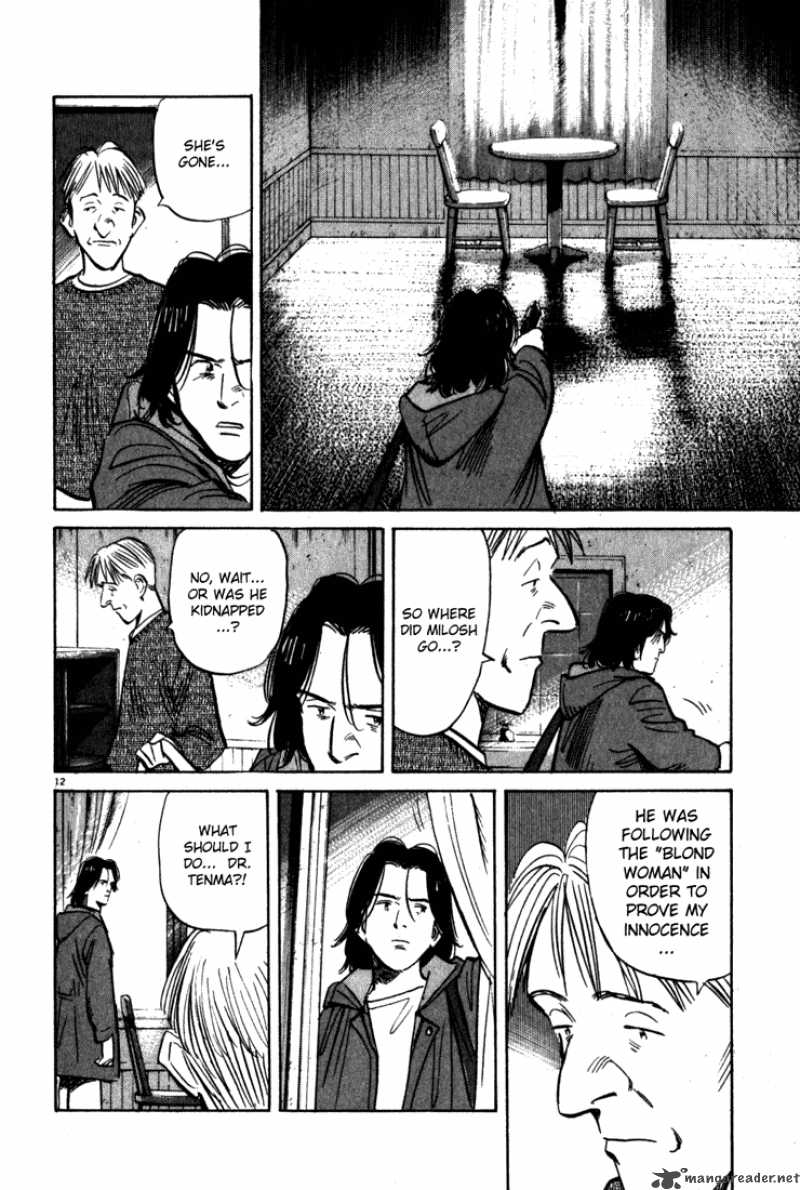 SHE'S
GONE...
SO WHERE
DID MILOSH
GO...?
NO, WAIT...
OR WAS HE
KIDNAPPED
...?
12
HE WAS
FOLLOWING
THE "BLOND
WOMAN" IN
ORDER TO
PROVE MY
INNOCENCE
...
WHAT
SHOULD I
DO... DR.
TENMA?!
mangareader.net